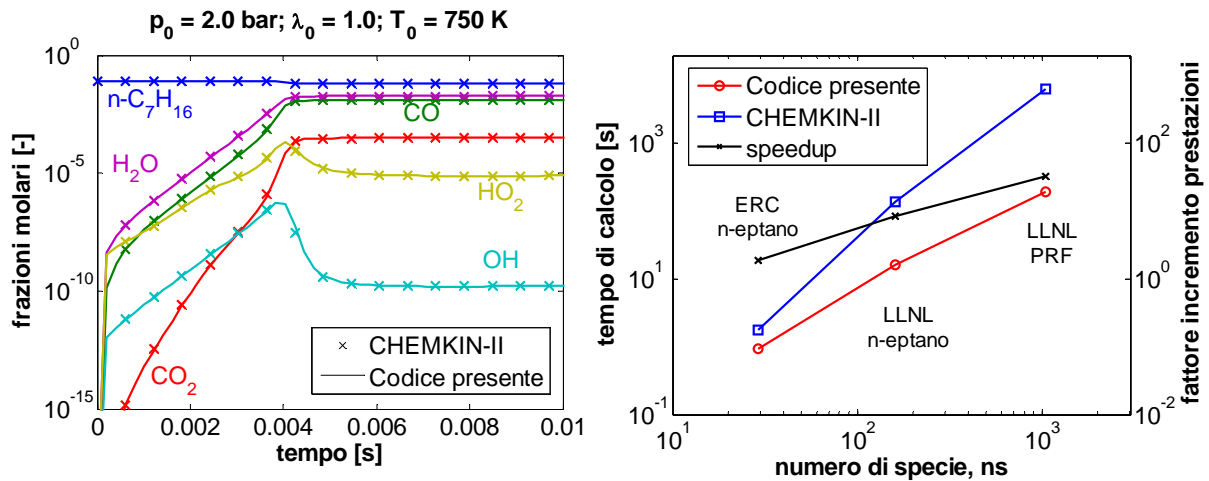 p0 = 2.0 bar; λ0 = 1.0; T0 = 750 K
frazioni molari [-]
10^0
10^-5
10^-10
10^-15
n-C7H16
CO
H2O
HO2
OH
CO2
CHEMKIN-II
Codice presente
0 0.002 0.004 0.006 0.008 0.01
tempo [s]
tempo di calcolo [s]
10^3
10^1
10^-1
Codice presente
CHEMKIN-II
speedup
ERC
n-eptano
LLNL
n-eptano
LLNL
PRF
10^2
10^0
10^-2
fattore incremento prestazioni
10^1 10^2 10^3
numero di specie, ns